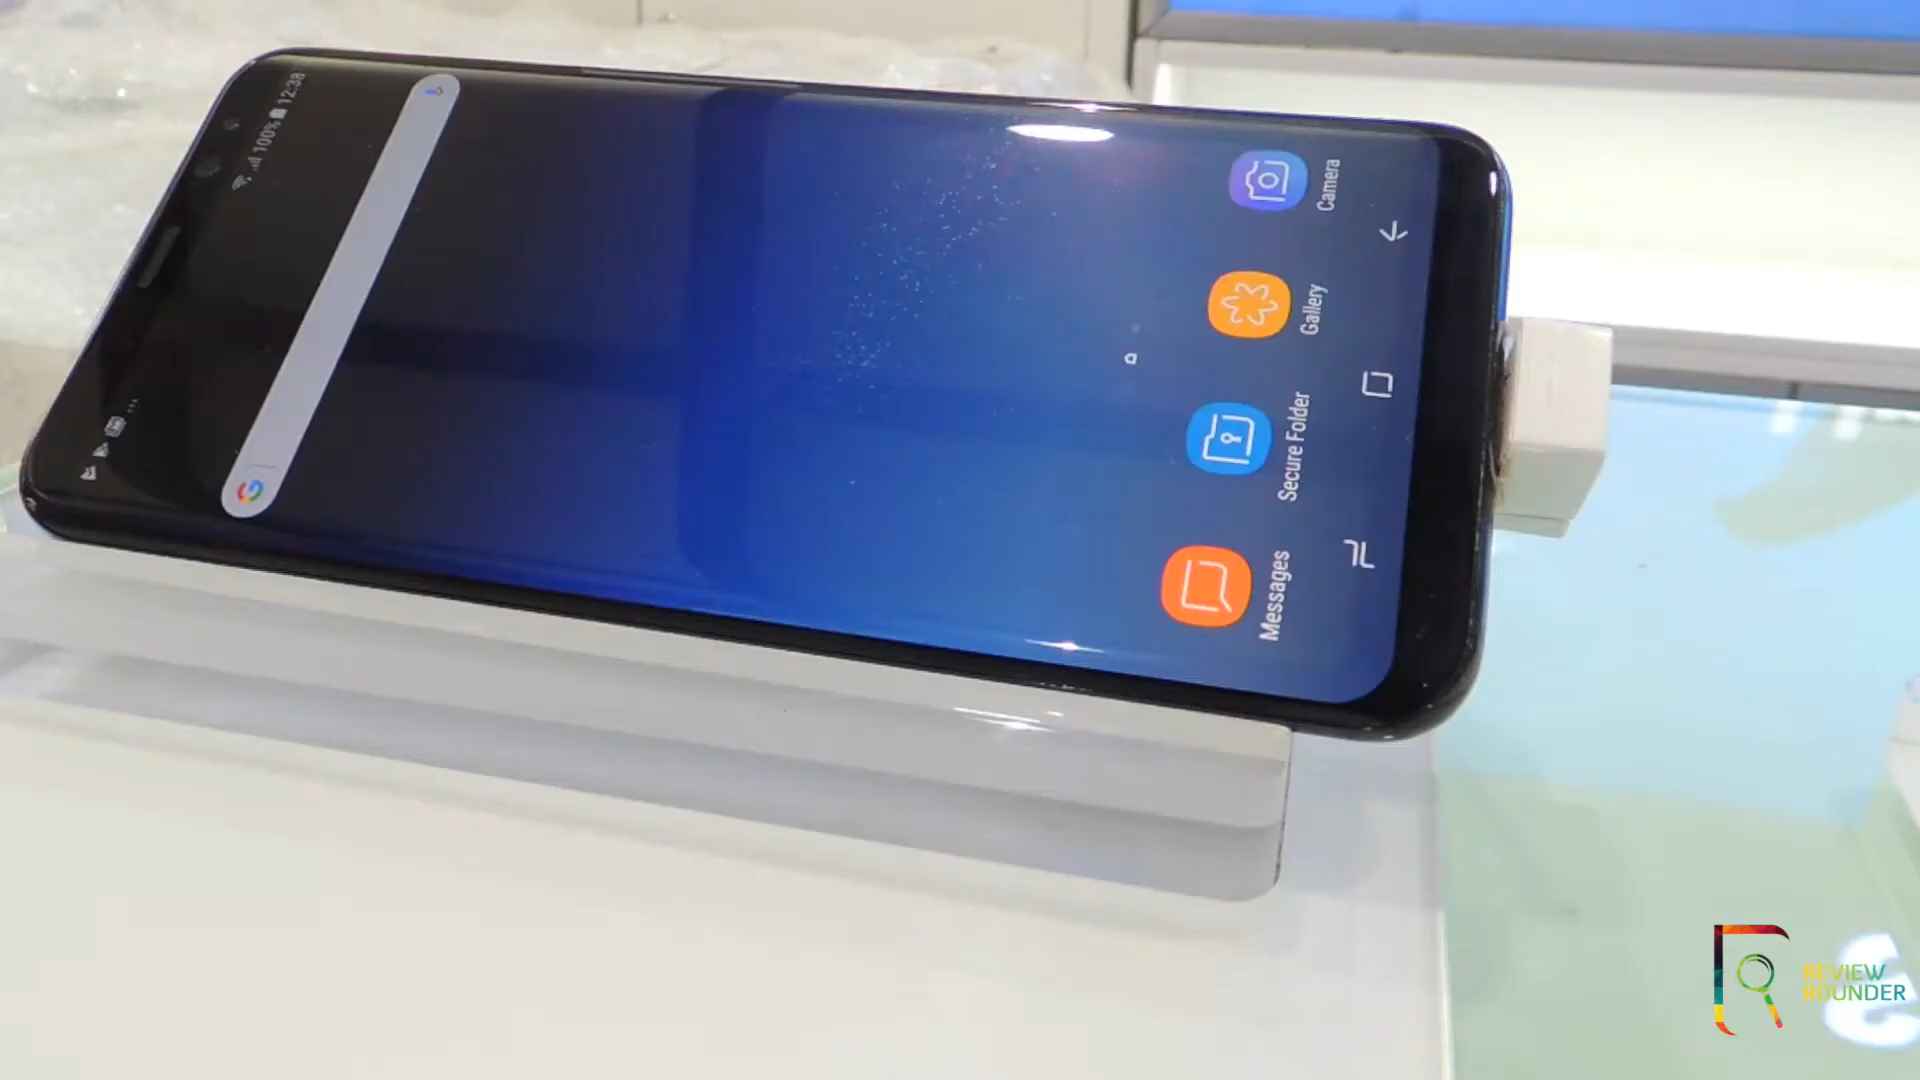 100% 12:38
Camera
Gallery
Secure Folder
Messages
REVIEW
ROUNDER